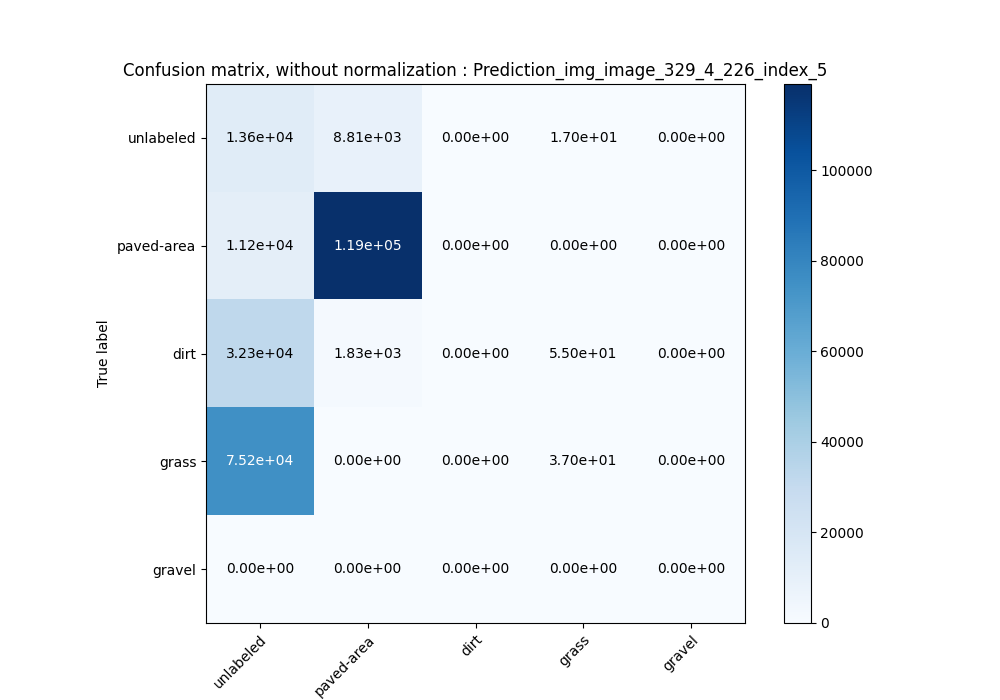 Confusion matrix, without normalization : Prediction_img_image_329_4_226_index_5
True label
unlabeled 1.36e+04 8.81e+03 0.00e+00 1.70e+01 0.00e+00
paved-area 1.12e+04 1.19e+05 0.00e+00 0.00e+00 0.00e+00
dirt 3.23e+04 1.83e+03 0.00e+00 5.50e+01 0.00e+00
grass 7.52e+04 0.00e+00 0.00e+00 3.70e+01 0.00e+00
gravel 0.00e+00 0.00e+00 0.00e+00 0.00e+00 0.00e+00
unlabeled paved-area dirt grass gravel
100000
80000
60000
40000
20000
0